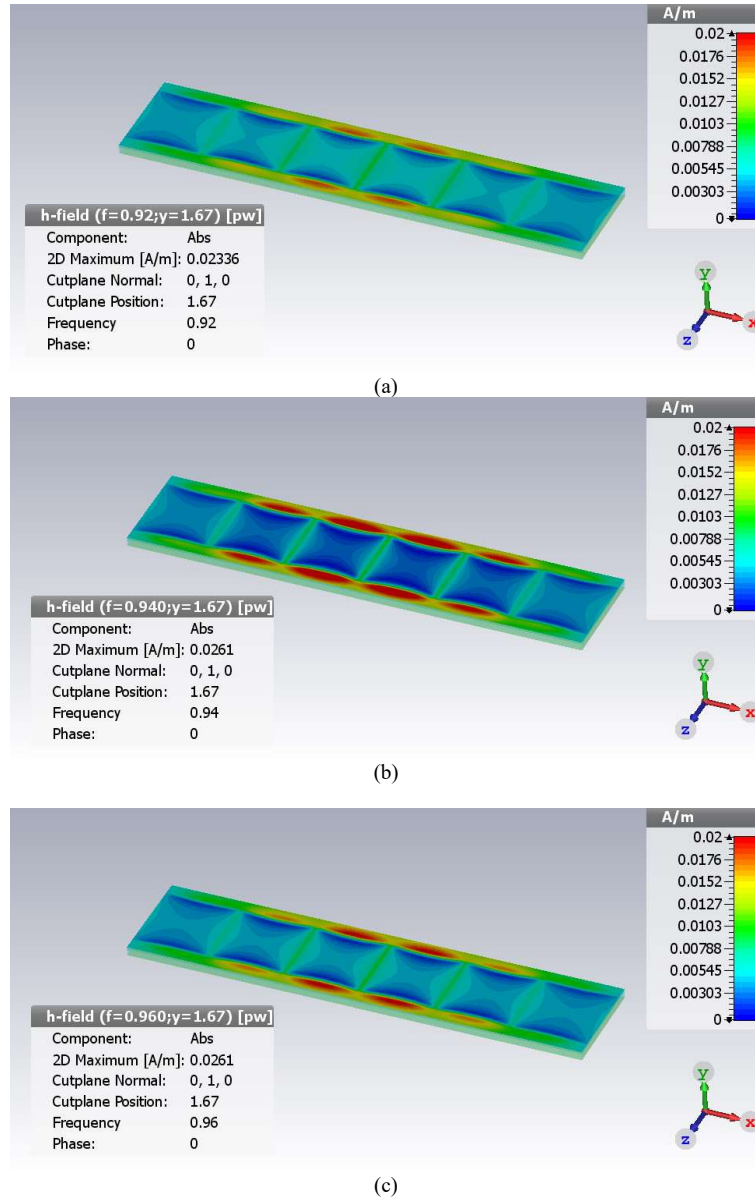 A/m
0.02
0.0176
0.0152
0.0127
0.0103
0.00788
0.00545
0.00303
0
h-field (f=0.92;y=1.67) [pw]
Component: Abs
2D Maximum [A/m]: 0.02336
Cutplane Normal: 0, 1, 0
Cutplane Position: 1.67
Frequency 0.92
Phase: 0
y
x
z
(a)
A/m
0.02
0.0176
0.0152
0.0127
0.0103
0.00788
0.00545
0.00303
0
h-field (f=0.940;y=1.67) [pw]
Component: Abs
2D Maximum [A/m]: 0.0261
Cutplane Normal: 0, 1, 0
Cutplane Position: 1.67
Frequency 0.94
Phase: 0
y
x
z
(b)
A/m
0.02
0.0176
0.0152
0.0127
0.0103
0.00788
0.00545
0.00303
0
h-field (f=0.960;y=1.67) [pw]
Component: Abs
2D Maximum [A/m]: 0.0261
Cutplane Normal: 0, 1, 0
Cutplane Position: 1.67
Frequency 0.96
Phase: 0
y
x
z
(c)